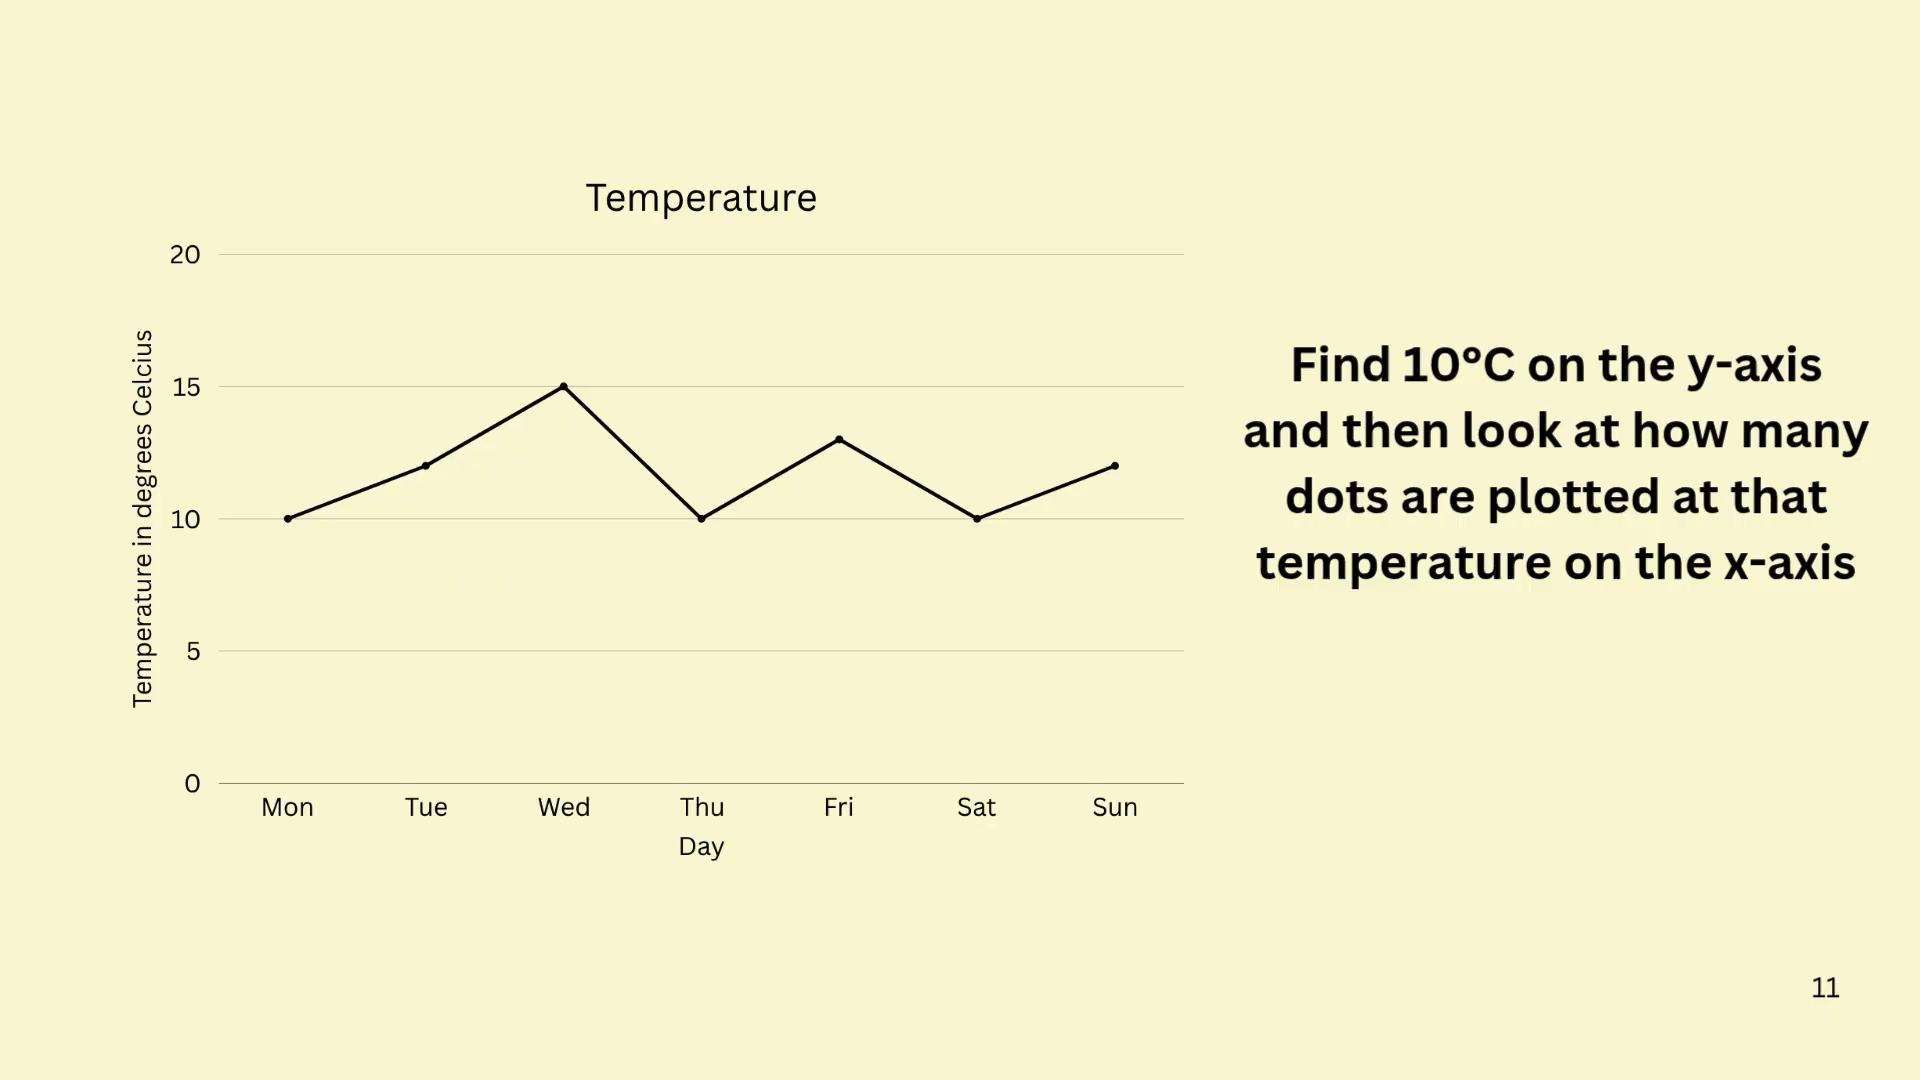 Temperature
20
15
10
5
0
Temperature in degrees Celcius
Mon Tue Wed Thu Fri Sat Sun
Day
Find 10°C on the y-axis
and then look at how many
dots are plotted at that
temperature on the x-axis
11